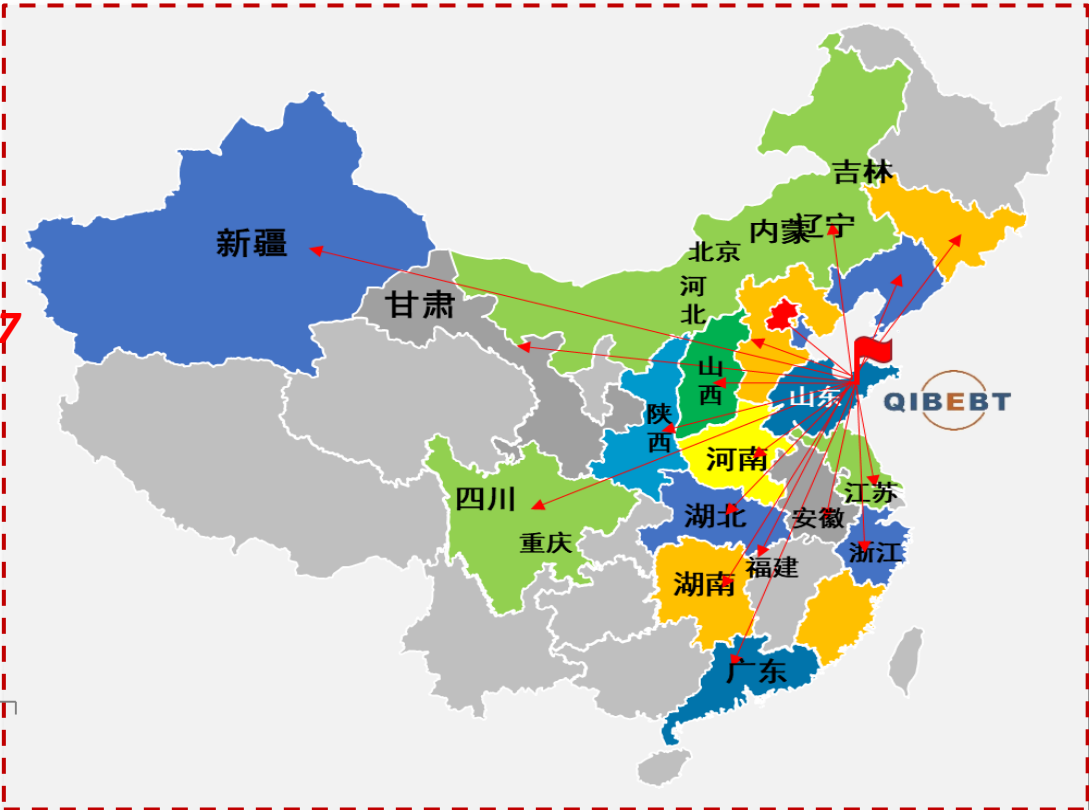 吉林
辽宁
内蒙
北京
新疆
河
北
甘肃
7
山
西
山东
QIBEBT
陕
西
河南
四川
江苏
湖北
安徽
重庆
浙江
福建
湖南
广东